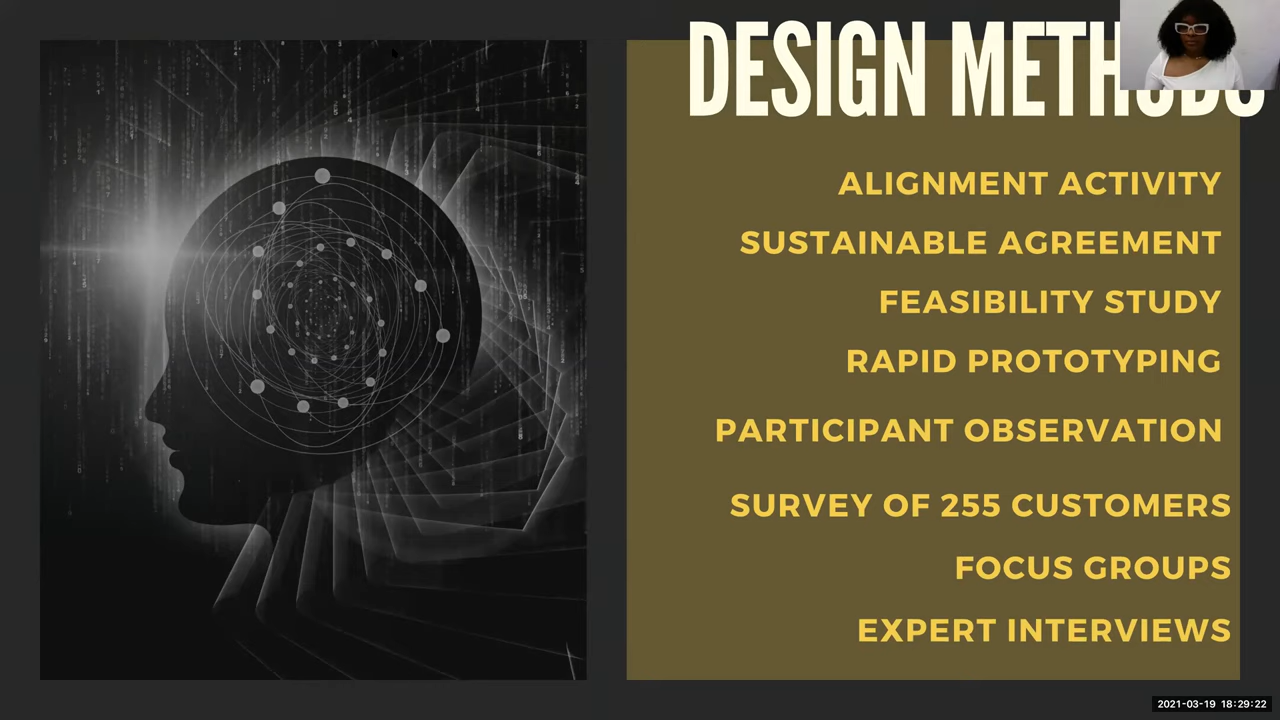 DESIGN METHODS
ALIGNMENT ACTIVITY
SUSTAINABLE AGREEMENT
FEASIBILITY STUDY
RAPID PROTOTYPING
PARTICIPANT OBSERVATION
SURVEY OF 255 CUSTOMERS
FOCUS GROUPS
EXPERT INTERVIEWS
2021-03-19 18:29:22